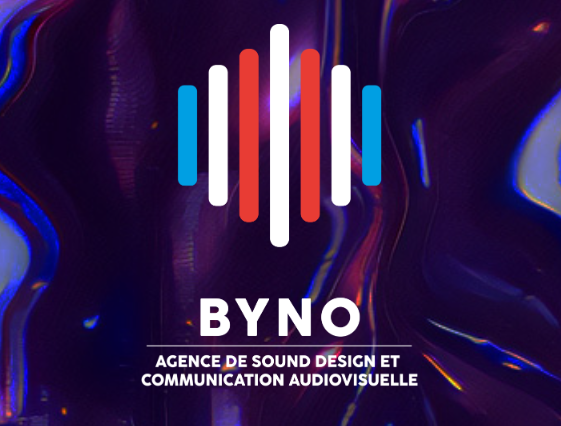 BYNO
AGENCE DE SOUND DESIGN ET
COMMUNICATION AUDIOVISUELLE